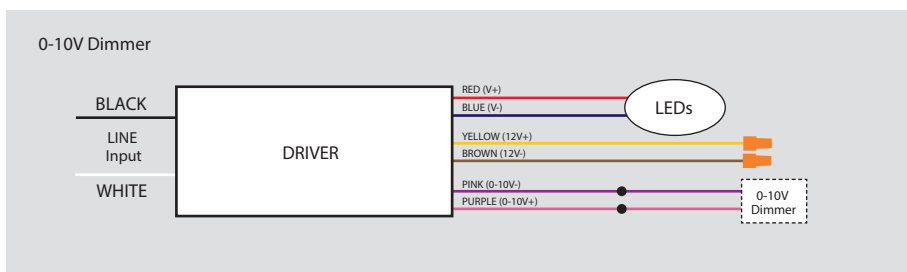 0-10V Dimmer
BLACK
LINE
Input
WHITE
DRIVER
RED (V+)
BLUE (V-)
LEDs
YELLOW (12V+)
BROWN (12V-)
PINK (0-10V-)
PURPLE (0-10V+)
0-10V
Dimmer